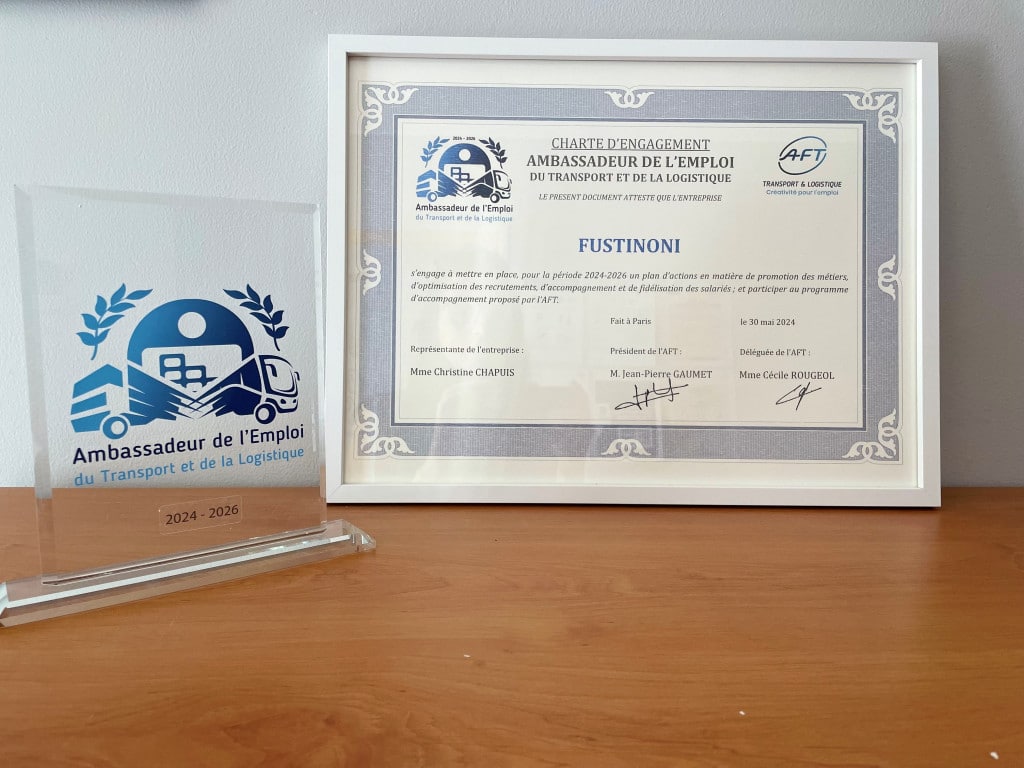 Ambassadeur de l'Emploi
du Transport et de la Logistique
2024 - 2026
2024 - 2026
Ambassadeur de l'Emploi
du Transport et de la Logistique
CHARTE D'ENGAGEMENT
AMBASSADEUR DE L'EMPLOI
DU TRANSPORT ET DE LA LOGISTIQUE
LE PRESENT DOCUMENT ATTESTE QUE L'ENTREPRISE
AFT
TRANSPORT & LOGISTIQUE
Créativité pour l'emploi
FUSTINONI
s'engage à mettre en place, pour la période 2024-2026 un plan d'actions en matière de promotion des métiers,
d'optimisation des recrutements, d'accompagnement et de fidélisation des salariés ; et participer au programme
d'accompagnement proposé par l'AFT.
Fait à Paris
le 30 mai 2024
Représentante de l'entreprise :
Président de l'AFT :
Déléguée de l'AFT :
Mme Christine CHAPUIS
M. Jean-Pierre GAUMET
Mme Cécile ROUGEOL